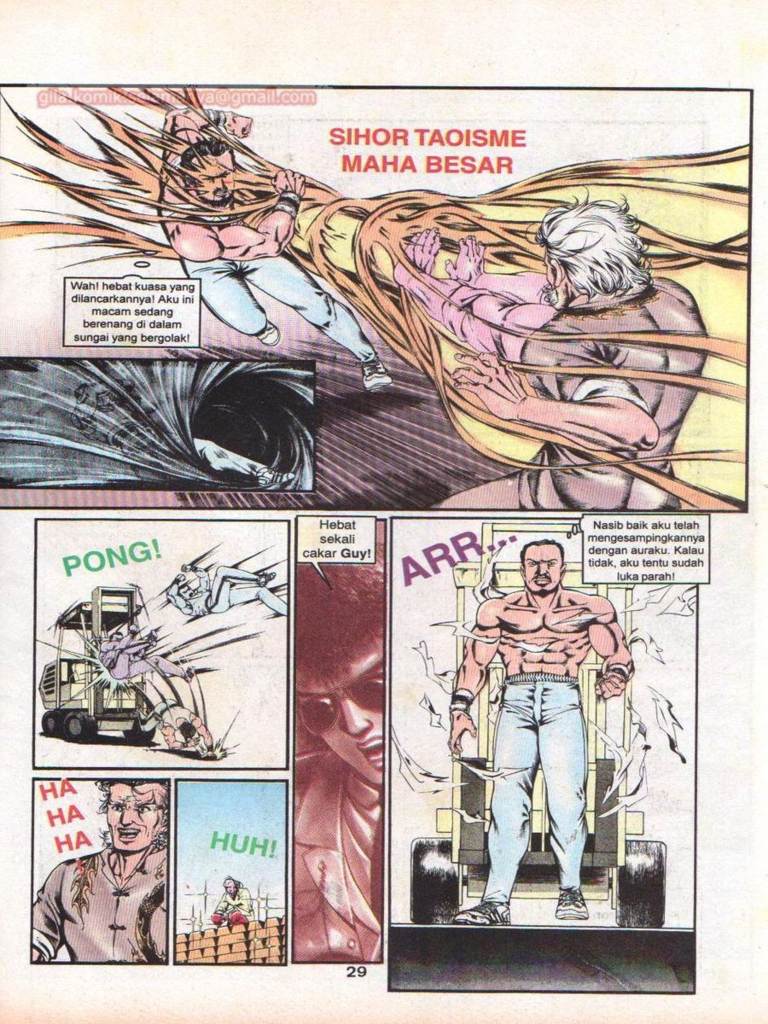 SIHOR TAOISME
MAHA BESAR
Wah! hebat kuasa yang
dilancarkannya! Aku ini
macam sedang
berenang di dalam
sungai yang bergolak!
PONG!
Hebat
sekali
cakar Guy!
ARR...
Nasib baik aku telah
mengesampingkannya
dengan auraku. Kalau
tidak, aku tentu sudah
luka parah!
HA
HA
HA
HUH!
29